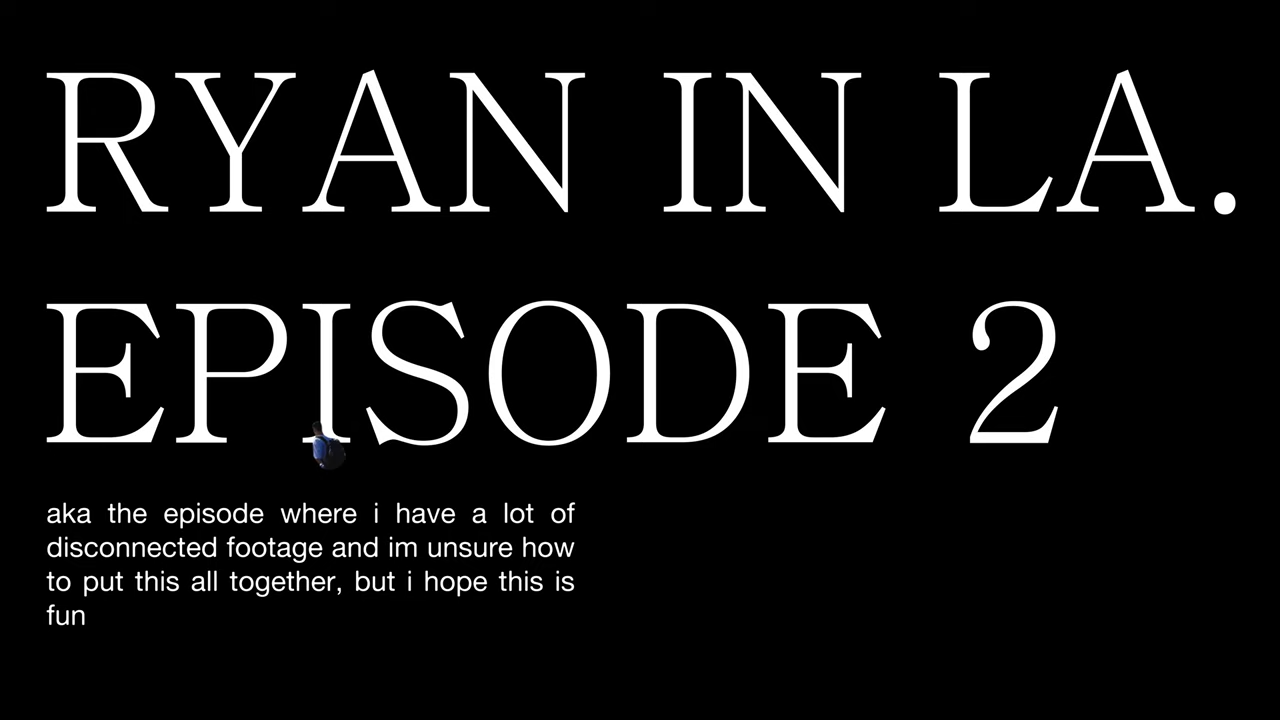 RYAN IN LA.
EPISODE 2
aka the episode where i have a lot of
disconnected footage and im unsure how
to put this all together, but i hope this is
fun